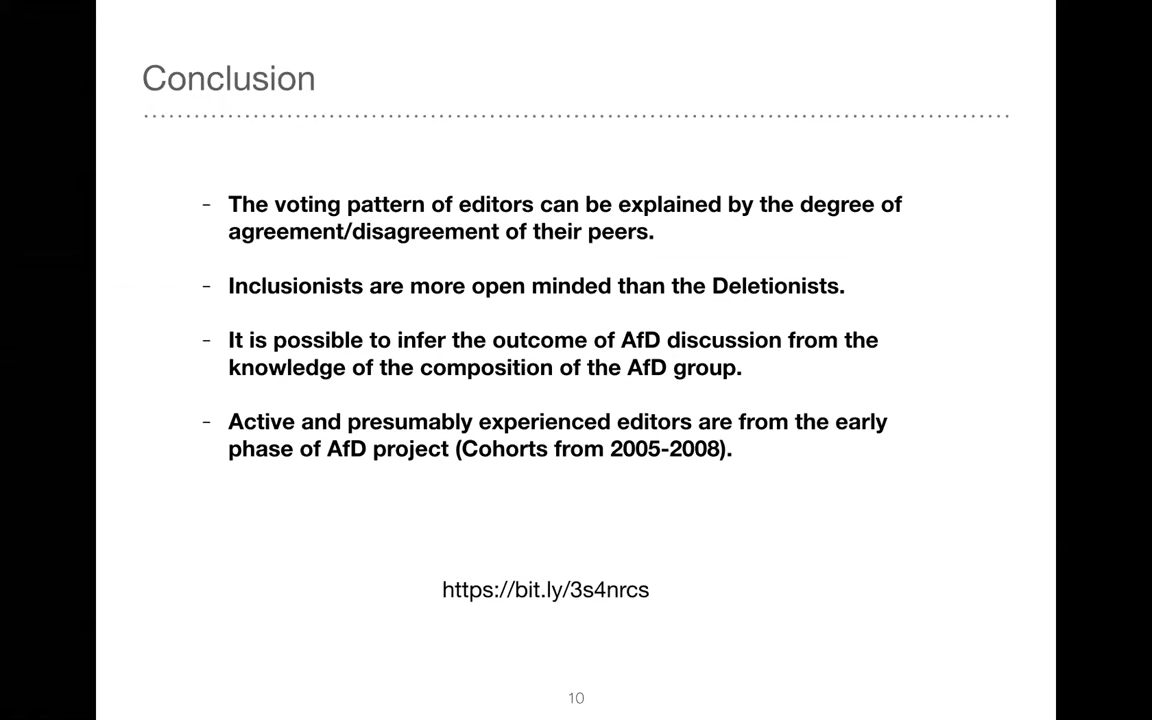 Conclusion
- The voting pattern of editors can be explained by the degree of
agreement/disagreement of their peers.
- Inclusionists are more open minded than the Deletionists.
- It is possible to infer the outcome of AfD discussion from the
knowledge of the composition of the AfD group.
- Active and presumably experienced editors are from the early
phase of AfD project (Cohorts from 2005-2008).
https://bit.ly/3s4nrcs
10